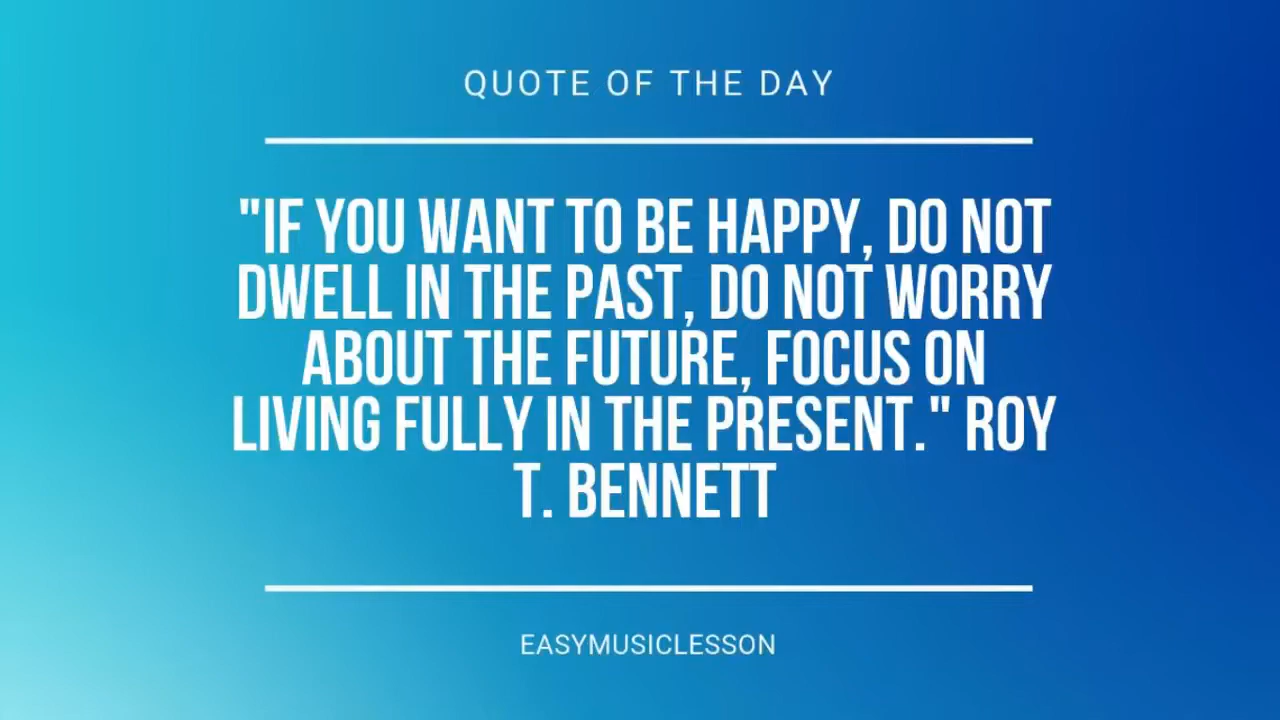 QUOTE OF THE DAY
"IF YOU WANT TO BE HAPPY, DO NOT
DWELL IN THE PAST, DO NOT WORRY
ABOUT THE FUTURE, FOCUS ON
LIVING FULLY IN THE PRESENT." ROY
T. BENNETT
EASYMUSICLESSON